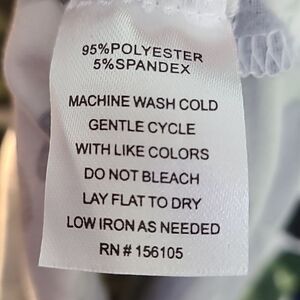 95%POLYESTER
5%SPANDEX
MACHINE WASH COLD
GENTLE CYCLE
WITH LIKE COLORS
DO NOT BLEACH
LAY FLAT TO DRY
LOW IRON AS NEEDED
RN# 156105